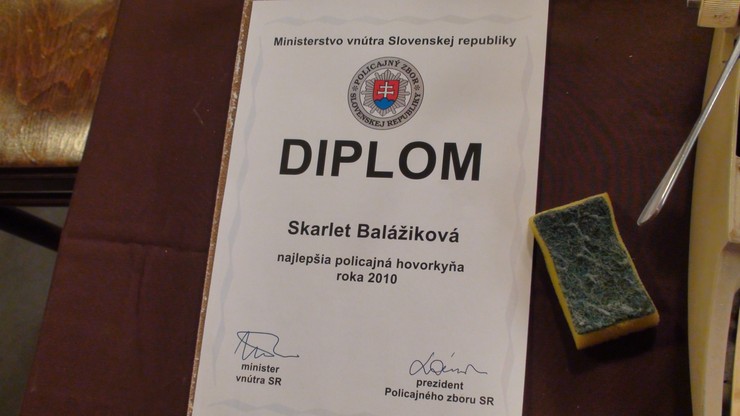 Ministerstvo vnútra Slovenskej republiky
POLICAJNÝ ZBOR
SLOVENSKEJ REPUBLIKY
DIPLOM
Skarlet Balážiková
najlepšia policajná hovorkyňa
roka 2010
minister
vnútra SR
prezident
Policajného zboru SR